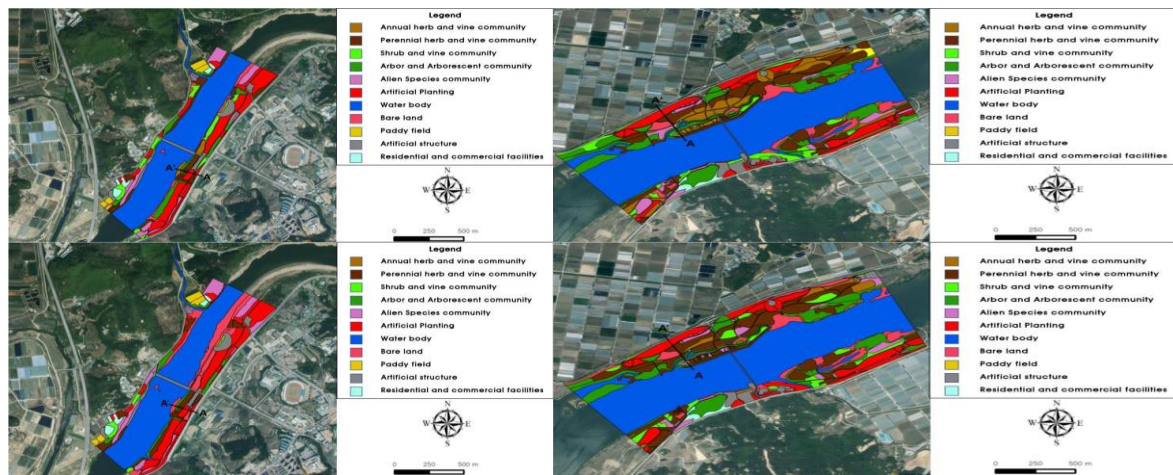 Legend
Annual herb and vine community
Perennial herb and vine community
Shrub and vine community
Arbor and Arborescent community
Alien Species community
Artificial Planting
Water body
Bare land
Paddy field
Artificial structure
Residential and commercial facilities
N
W E
S
0 500 m
A' A
Legend
Annual herb and vine community
Perennial herb and vine community
Shrub and vine community
Arbor and Arborescent community
Alien Species community
Artificial Planting
Water body
Bare land
Paddy field
Artificial structure
Residential and commercial facilities
N
W E
S
0 500 m
A'
A
Legend
Annual herb and vine community
Perennial herb and vine community
Shrub and vine community
Arbor and Arborescent community
Alien Species community
Artificial Planting
Water body
Bare land
Paddy field
Artificial structure
Residential and commercial facilities
N
W E
S
0 500 m
A' A
Legend
Annual herb and vine community
Perennial herb and vine community
Shrub and vine community
Arbor and Arborescent community
Alien Species community
Artificial Planting
Water body
Bare land
Paddy field
Artificial structure
Residential and commercial facilities
N
W E
S
0 500 m
A'
A